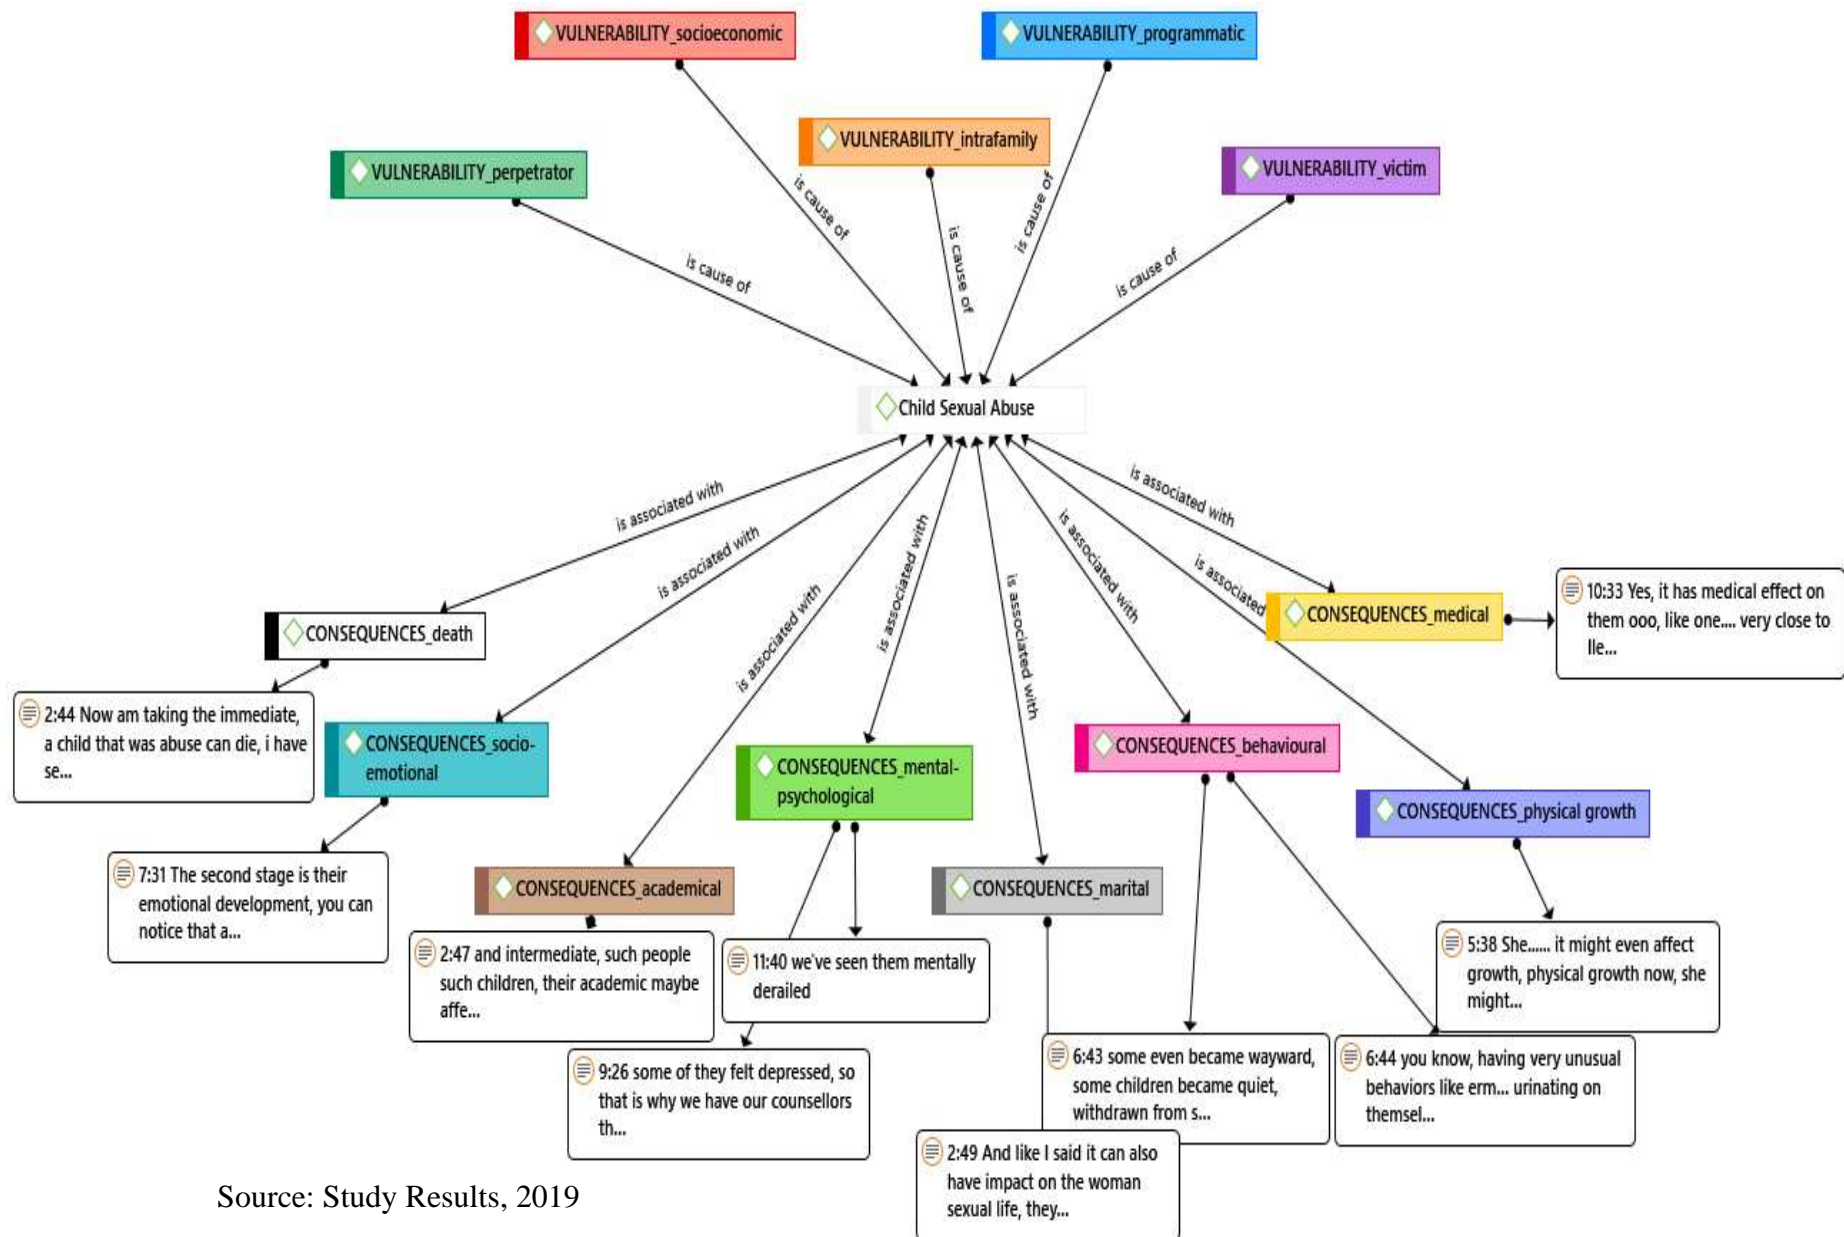 VULNERABILITY_socioeconomic
VULNERABILITY_programmatic
VULNERABILITY_intrafamily
VULNERABILITY_perpetrator
VULNERABILITY_victim
is cause of
is cause of
is cause of
is cause of
is cause of
Child Sexual Abuse
is associated with
is associated with
is associated with
is associated with
is associated with
is associated with
is associated
is associated with
CONSEQUENCES_death
2:44 Now am taking the immediate,
a child that was abuse can die, i have
se...
CONSEQUENCES_socio-
emotional
7:31 The second stage is their
emotional development, you can
notice that a...
CONSEQUENCES_academical
2:47 and intermediate, such people
such children, their academic maybe
affe...
CONSEQUENCES_mental-
psychological
11:40 we've seen them mentally
derailed
9:26 some of they felt depressed, so
that is why we have our counsellors
th...
CONSEQUENCES_marital
2:49 And like I said it can also
have impact on the woman
sexual life, they...
CONSEQUENCES_behavioural
6:43 some even became wayward,
some children became quiet,
withdrawn from s...
6:44 you know, having very unusual
behaviors like erm... urinating on
themsel...
CONSEQUENCES_medical
10:33 Yes, it has medical effect on
them ooo, like one.... very close to
lle...
CONSEQUENCES_physical growth
5:38 She...... it might even affect
growth, physical growth now, she
might...
Source: Study Results, 2019